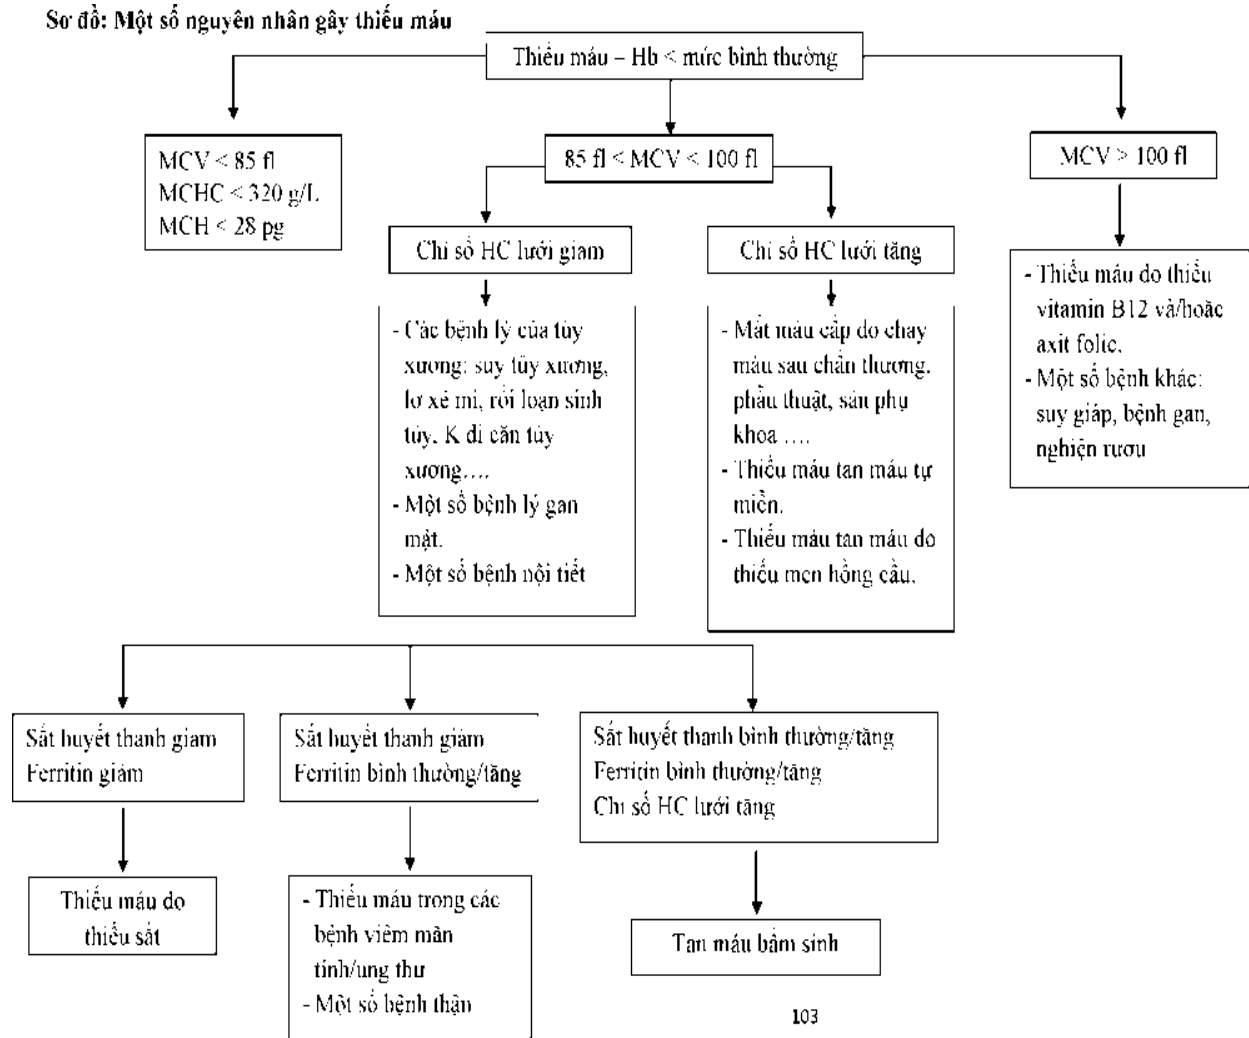 Sơ đồ: Một số nguyên nhân gây thiếu máu
Thiếu máu – Hb < mức bình thường
MCV < 85 fl
MCHC < 320 g/L
MCH < 28 pg
85 fl < MCV < 100 fl
MCV > 100 fl
Chỉ số HC lưới giảm
Chỉ số HC lưới tăng
- Các bệnh lý của tủy
xương: suy tủy xương,
lơ xê mi, rối loạn sinh
tủy, K di căn tủy
xương….
- Một số bệnh lý gan
mật.
- Một số bệnh nội tiết
- Mất máu cấp do chảy
máu sau chấn thương,
phẫu thuật, sản phụ
khoa ….
- Thiếu máu tan máu tự
miễn.
- Thiếu máu tan máu do
thiếu men hồng cầu.
- Thiếu máu do thiếu
vitamin B12 và/hoặc
axit folic.
- Một số bệnh khác:
suy giáp, bệnh gan,
nghiện rượu
Sắt huyết thanh giảm
Ferritin giảm
Sắt huyết thanh giảm
Ferritin bình thường/tăng
Sắt huyết thanh bình thường/tăng
Ferritin bình thường/tăng
Chỉ số HC lưới tăng
Thiếu máu do
thiếu sắt
- Thiếu máu trong các
bệnh viêm mãn
tính/ung thư
- Một số bệnh thận
Tan máu bẩm sinh
103